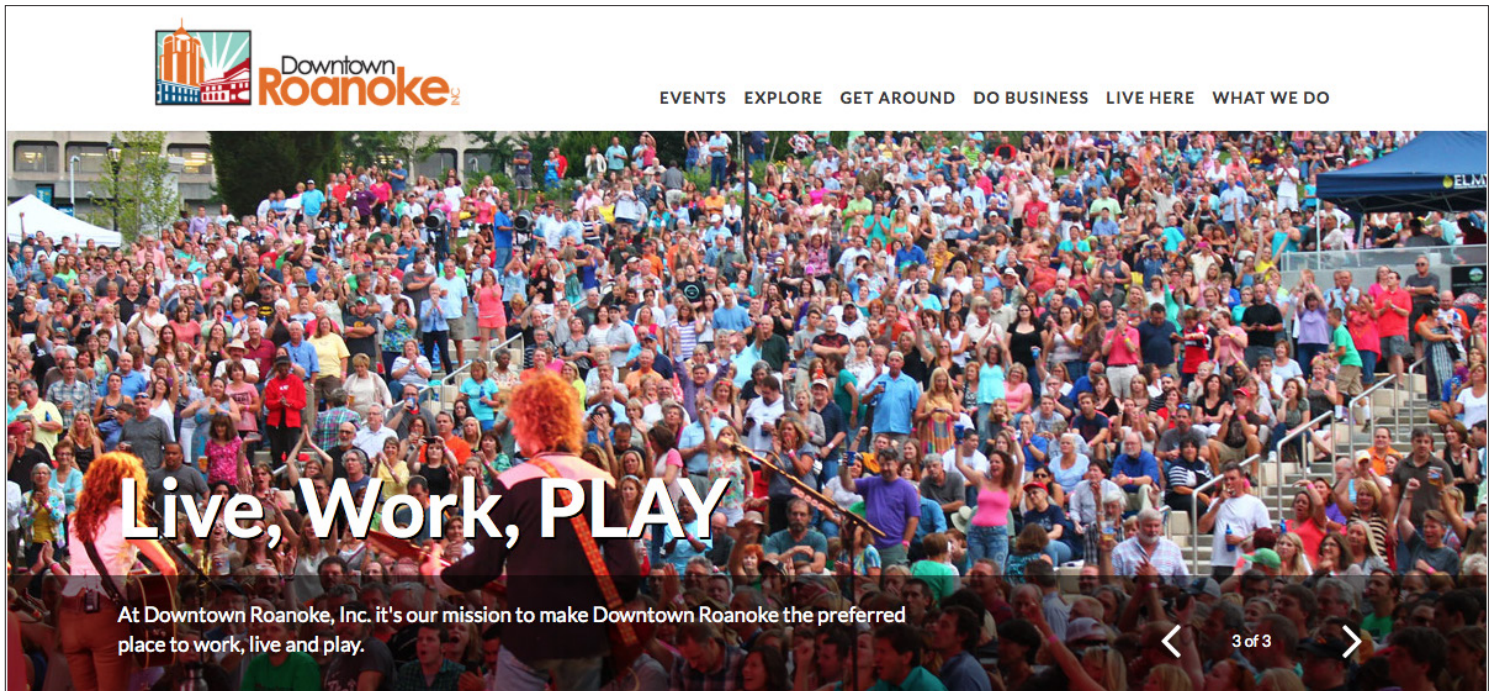 Downtown
Roanoke INC
EVENTS EXPLORE GET AROUND DO BUSINESS LIVE HERE WHAT WE DO
ELM
Live, Work, PLAY
At Downtown Roanoke, Inc. it's our mission to make Downtown Roanoke the preferred
place to work, live and play.
3 of 3